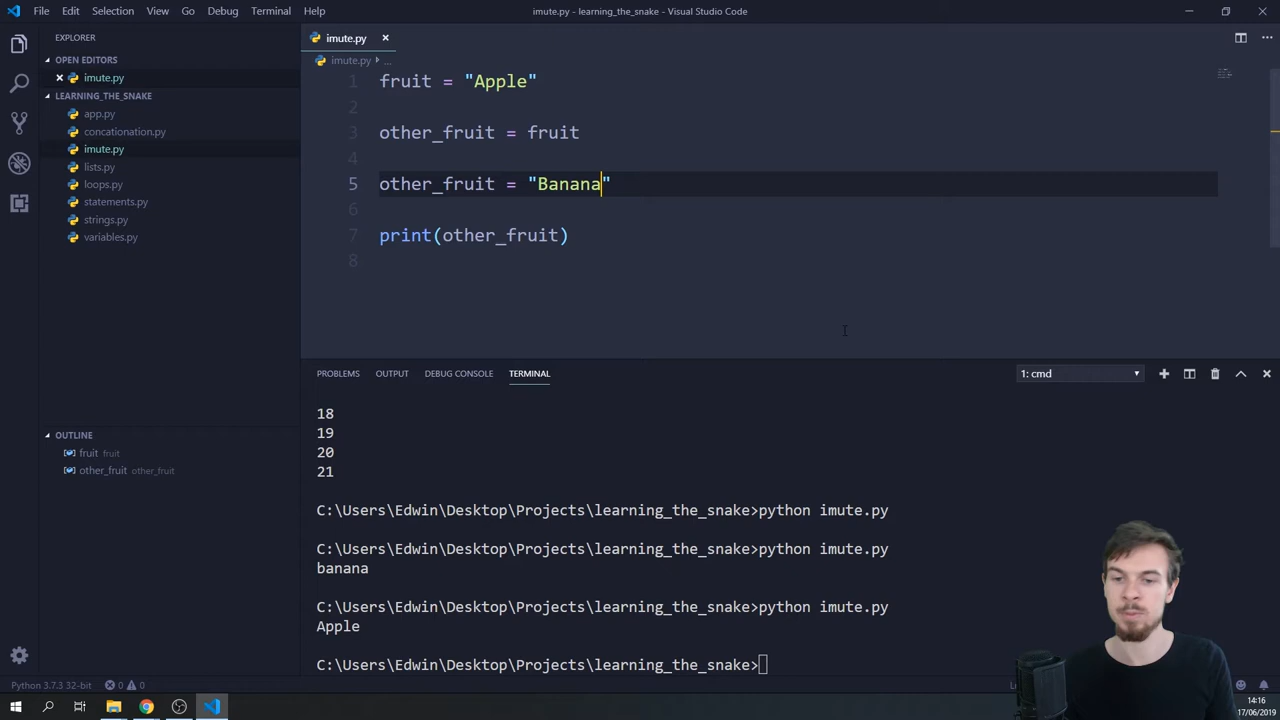 File Edit Selection View Go Debug Terminal Help
imute.py - learning_the_snake - Visual Studio Code
EXPLORER
OPEN EDITORS
imute.py
LEARNING_THE_SNAKE
app.py
concationation.py
imute.py
lists.py
loops.py
statements.py
strings.py
variables.py
OUTLINE
fruit fruit
other_fruit other_fruit
imute.py
imute.py ...
1 fruit = "Apple"
2
3 other_fruit = fruit
4
5 other_fruit = "Banana"
6
7 print(other_fruit)
8
PROBLEMS OUTPUT DEBUG CONSOLE TERMINAL
1: cmd
18
19
20
21
C:\Users\Edwin\Desktop\Projects\learning_the_snake>python imute.py
C:\Users\Edwin\Desktop\Projects\learning_the_snake>python imute.py
banana
C:\Users\Edwin\Desktop\Projects\learning_the_snake>python imute.py
Apple
C:\Users\Edwin\Desktop\Projects\learning_the_snake>
Python 3.7.3 32-bit 0 0
14:16
17/06/2019